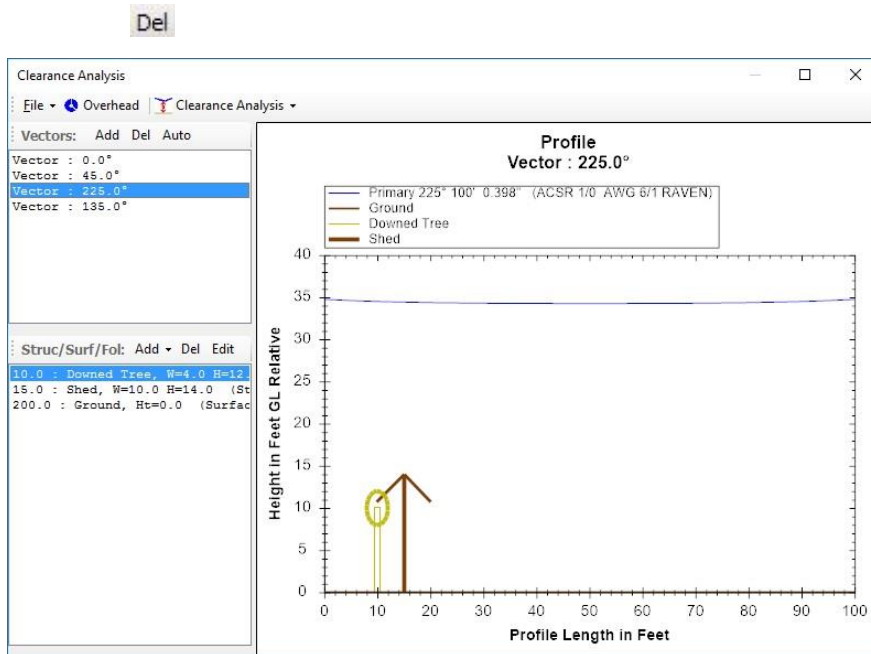 Del
Clearance Analysis
File Overhead Clearance Analysis
Vectors: Add Del Auto
Vector : 0.0°
Vector : 45.0°
Vector : 225.0°
Vector : 135.0°
Struc/Surf/Fol: Add Del Edit
10.0 : Downed Tree, W=4.0 H=12.
15.0 : Shed, W=10.0 H=14.0 (St
200.0 : Ground, Ht=0.0 (Surfac
Profile
Vector : 225.0°
Primary 225° 100' 0.398" (ACSR 1/0 AWG 6/1 RAVEN)
Ground
Downed Tree
Shed
Height in Feet GL Relative
40
35
30
25
20
15
10
5
0
0 10 20 30 40 50 60 70 80 90 100
Profile Length in Feet